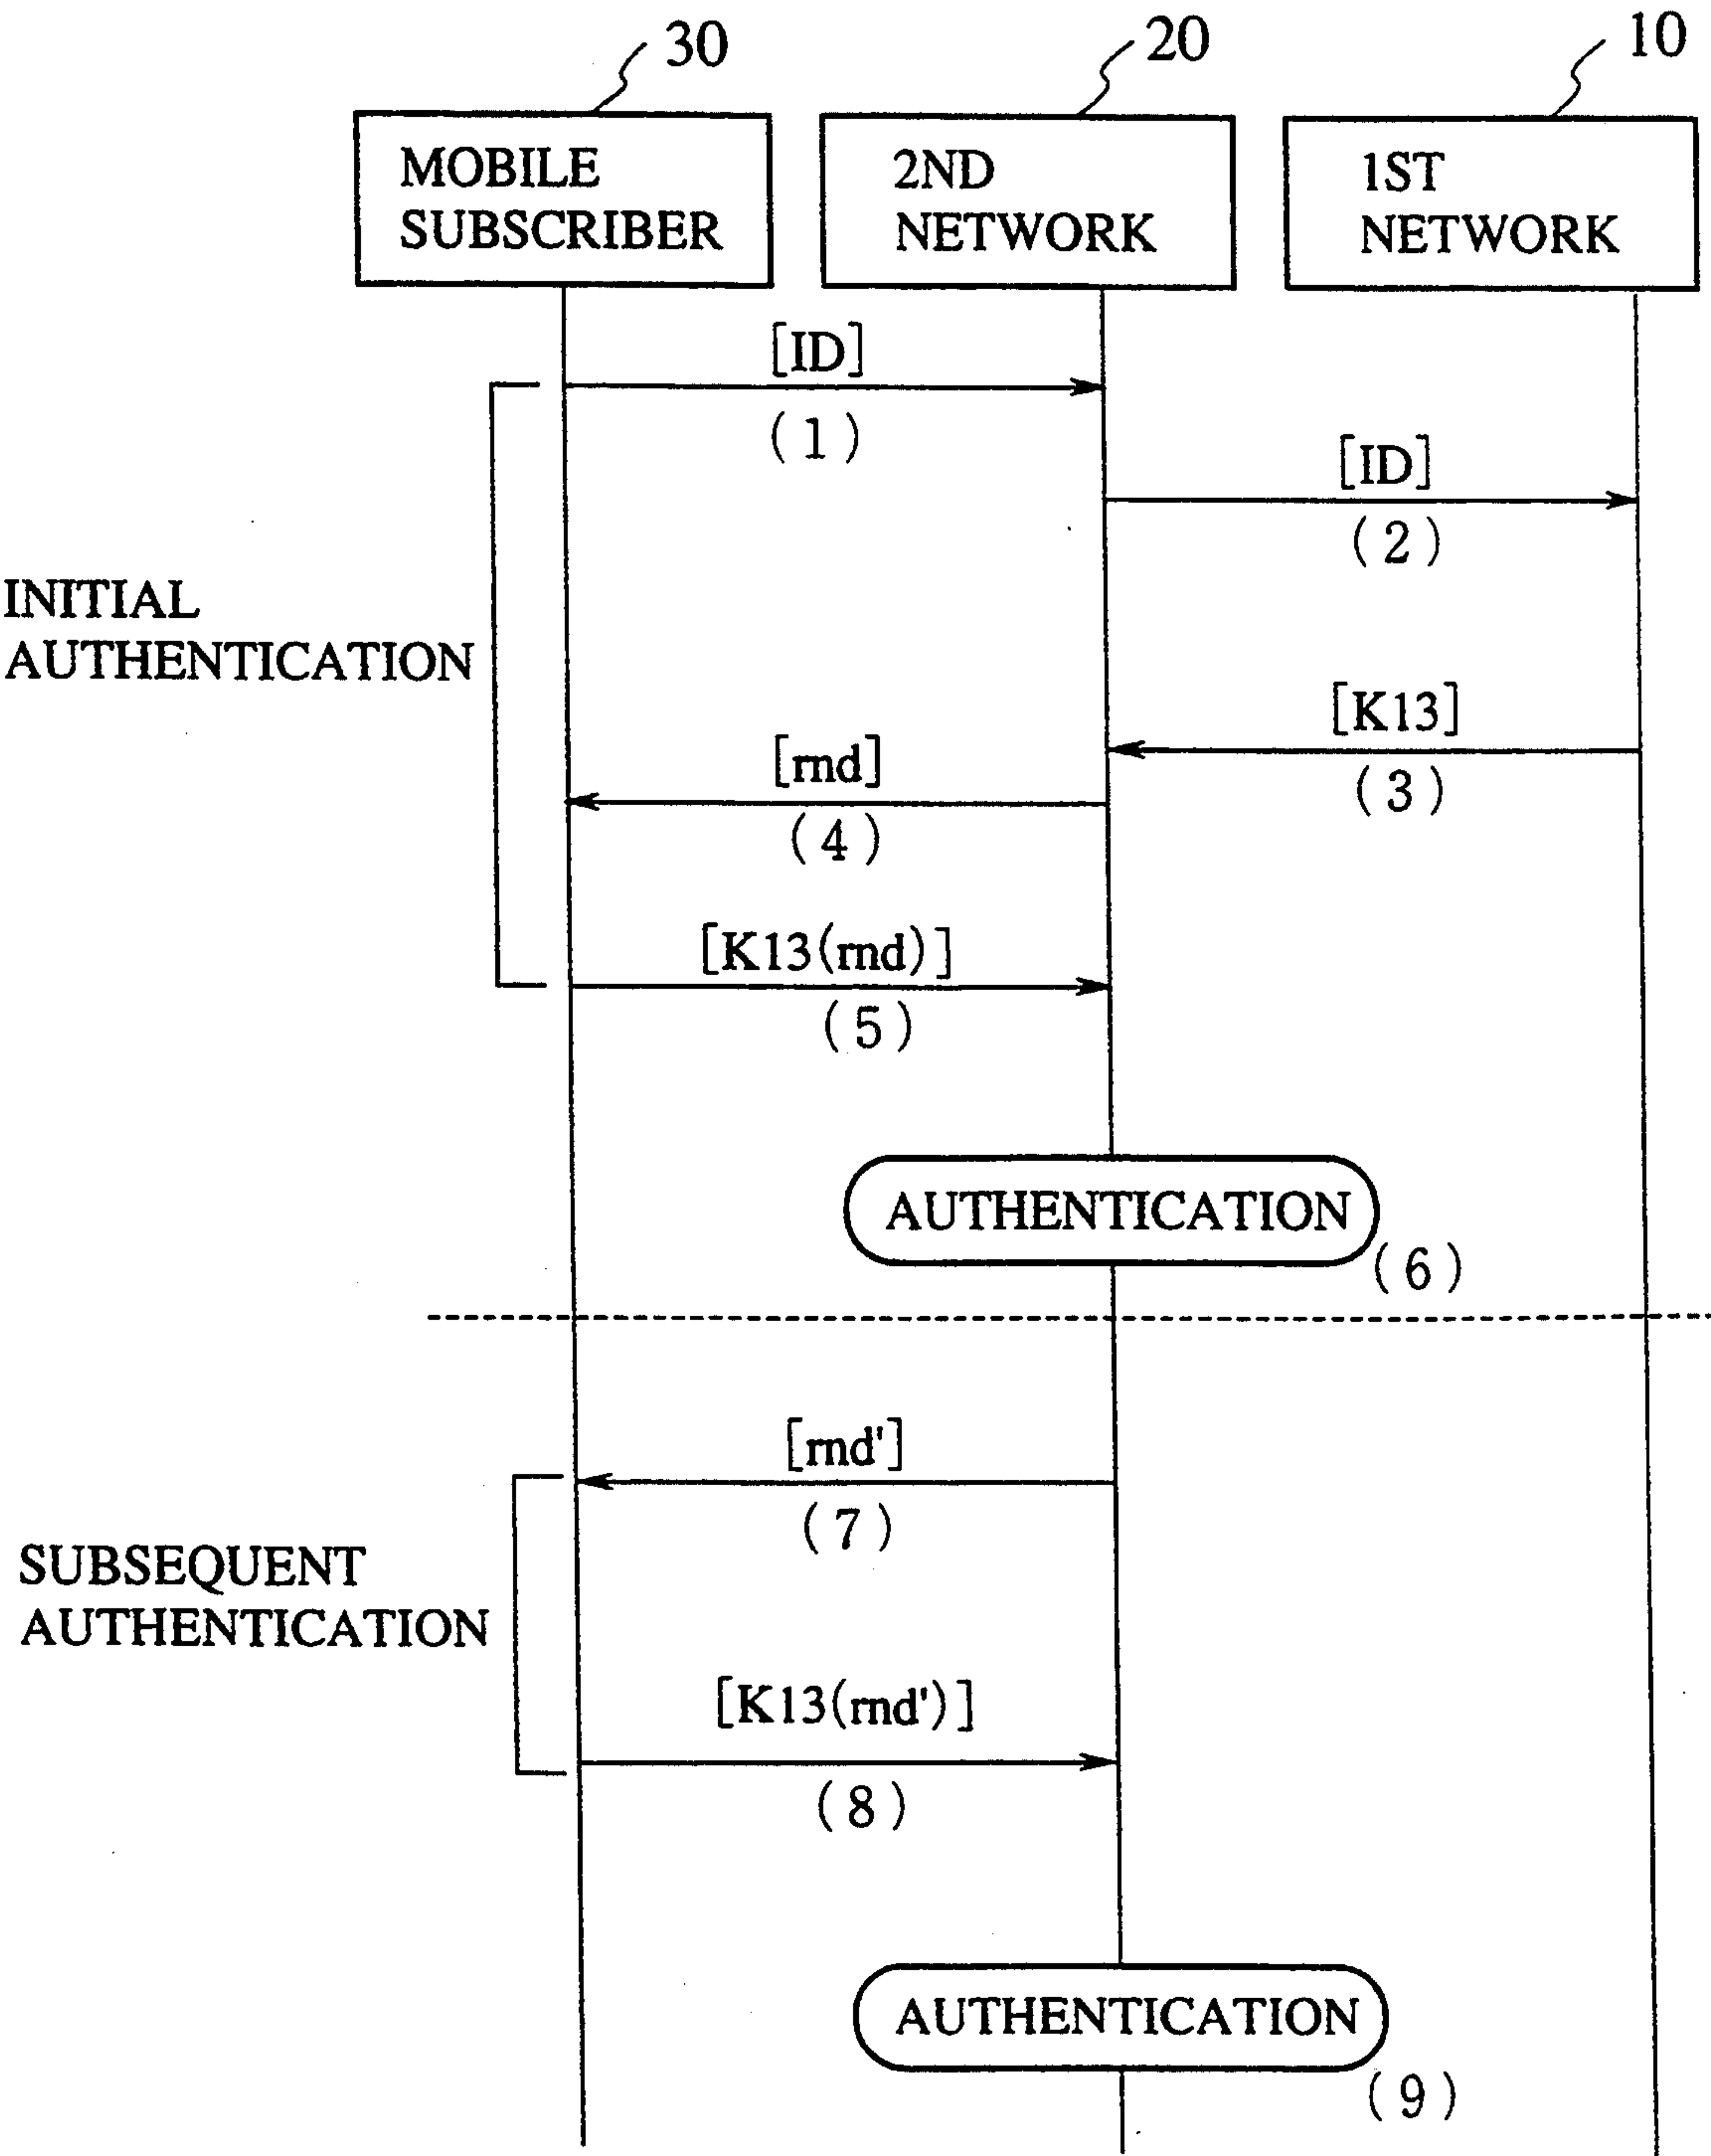 30
20
10
MOBILE
SUBSCRIBER
2ND
NETWORK
1ST
NETWORK
[ID]
(1)
[ID]
(2)
INITIAL
AUTHENTICATION
[K13]
(3)
[rnd]
(4)
[K13(rnd)]
(5)
AUTHENTICATION
(6)
[rnd']
(7)
SUBSEQUENT
AUTHENTICATION
[K13(rnd')]
(8)
AUTHENTICATION
(9)